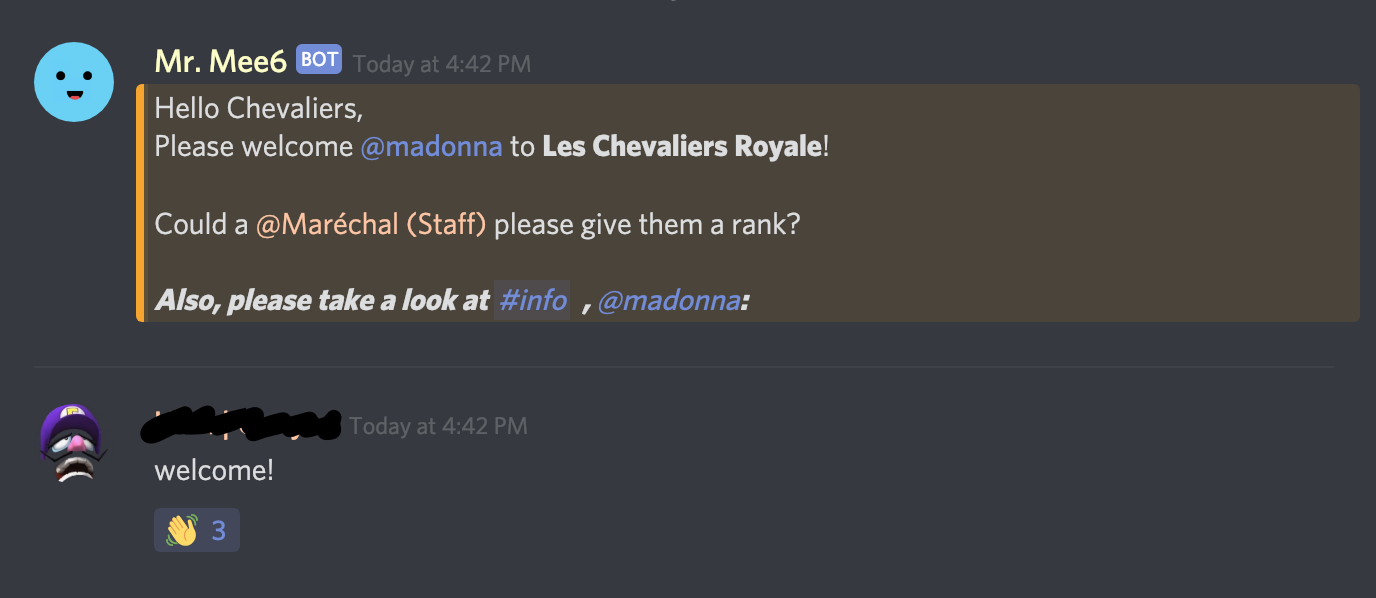 Mr. Mee6 BOT Today at 4:42 PM
Hello Chevaliers,
Please welcome @madonna to Les Chevaliers Royale!
Could a @Maréchal (Staff) please give them a rank?
Also, please take a look at #info , @madonna:
Today at 4:42 PM
welcome!
👋 3